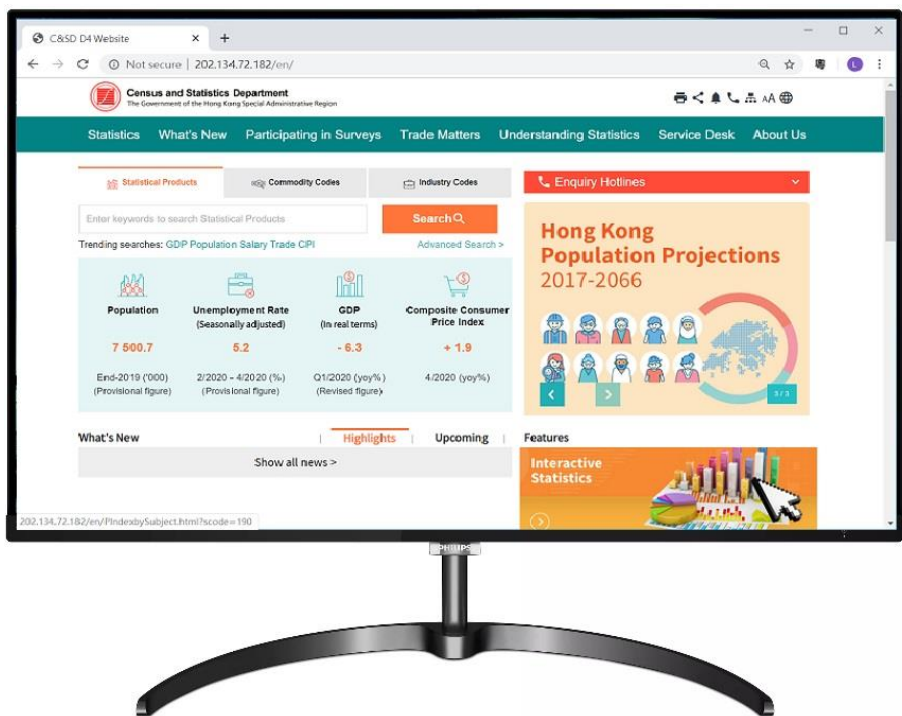 C&SD D4 Website
Not secure | 202.134.72.182/en/
L
Census and Statistics Department
The Government of the Hong Kong Special Administrative Region
AA
Statistics What's New Participating in Surveys Trade Matters Understanding Statistics Service Desk About Us
Statistical Products Commodity Codes Industry Codes
Enquiry Hotlines
Enter keywords to search Statistical Products Search
Trending searches: GDP Population Salary Trade CPI Advanced Search >
Hong Kong
Population Projections
2017-2066
3 / 3
Population
7 500.7
End-2019 ('000)
(Provisional figure)
Unemployment Rate
(Seasonally adjusted)
5.2
2/2020 - 4/2020 (%)
(Provisional figure)
GDP
(In real terms)
- 6.3
Q1/2020 (yoy%)
(Revised figure)
Composite Consumer
Price Index
+ 1.9
4/2020 (yoy%)
What's New | Highlights | Upcoming |
Show all news >
Features
Interactive
Statistics
202.134.72.182/en/PIndexbySubject.html?scode=190
PHILIPS